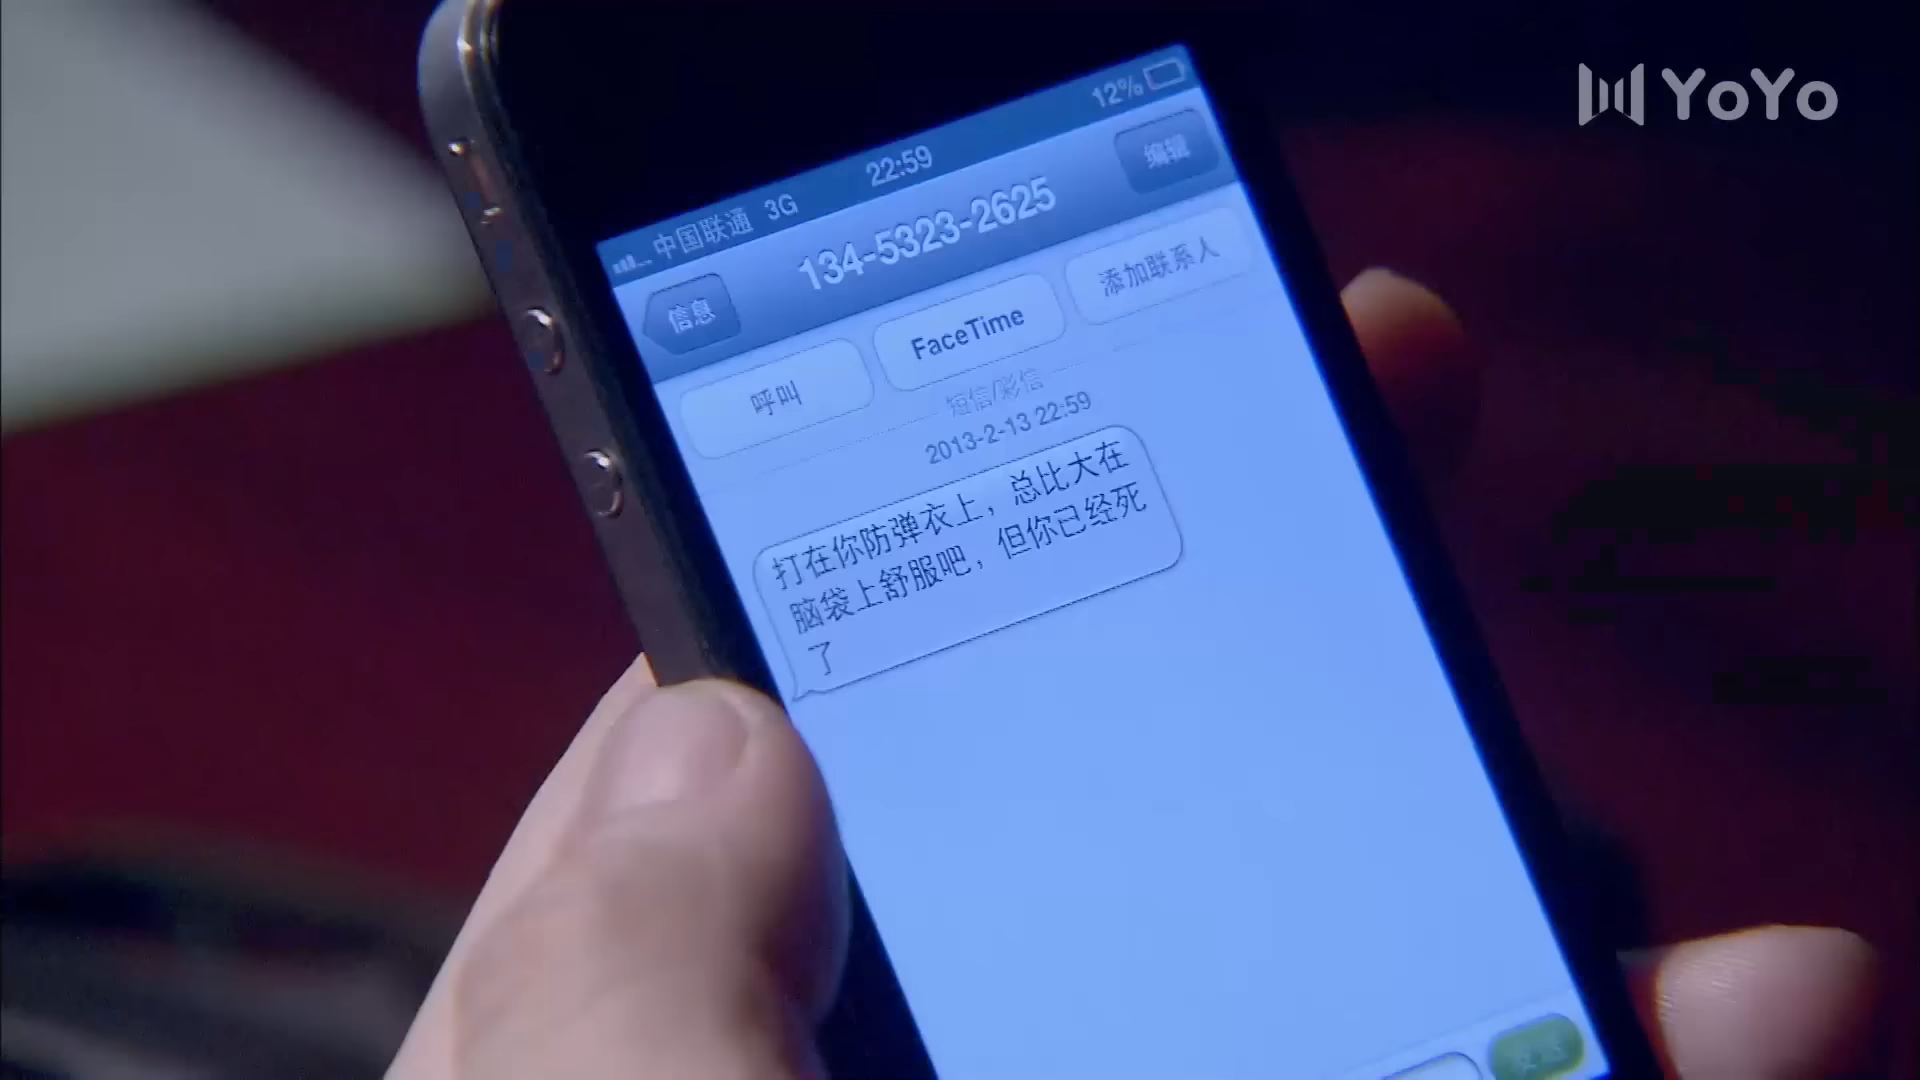 YoYo
12%
中国联通 3G 22:59
信息 134-5323-2625 编辑
呼叫 FaceTime 添加联系人
短信/彩信
2013-2-13 22:59
打在你防弹衣上，总比大在
脑袋上舒服吧，但你已经死
了
发送